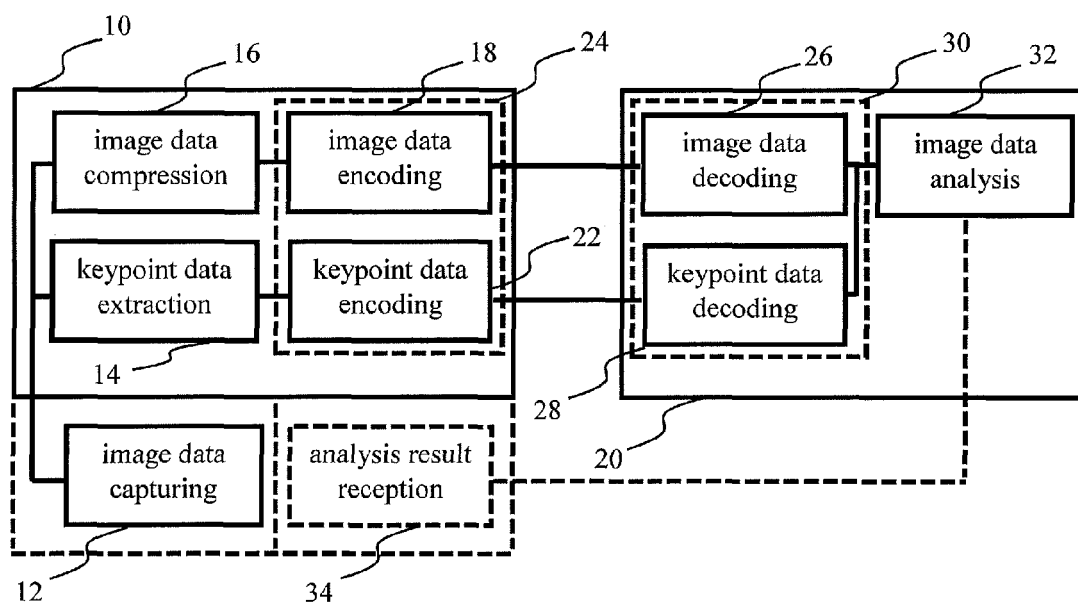 10
16
18
24
26
30
32
image data
compression
image data
encoding
image data
decoding
image data
analysis
keypoint data
extraction
keypoint data
encoding
22
keypoint data
decoding
14
28
image data
capturing
analysis result
reception
20
12
34